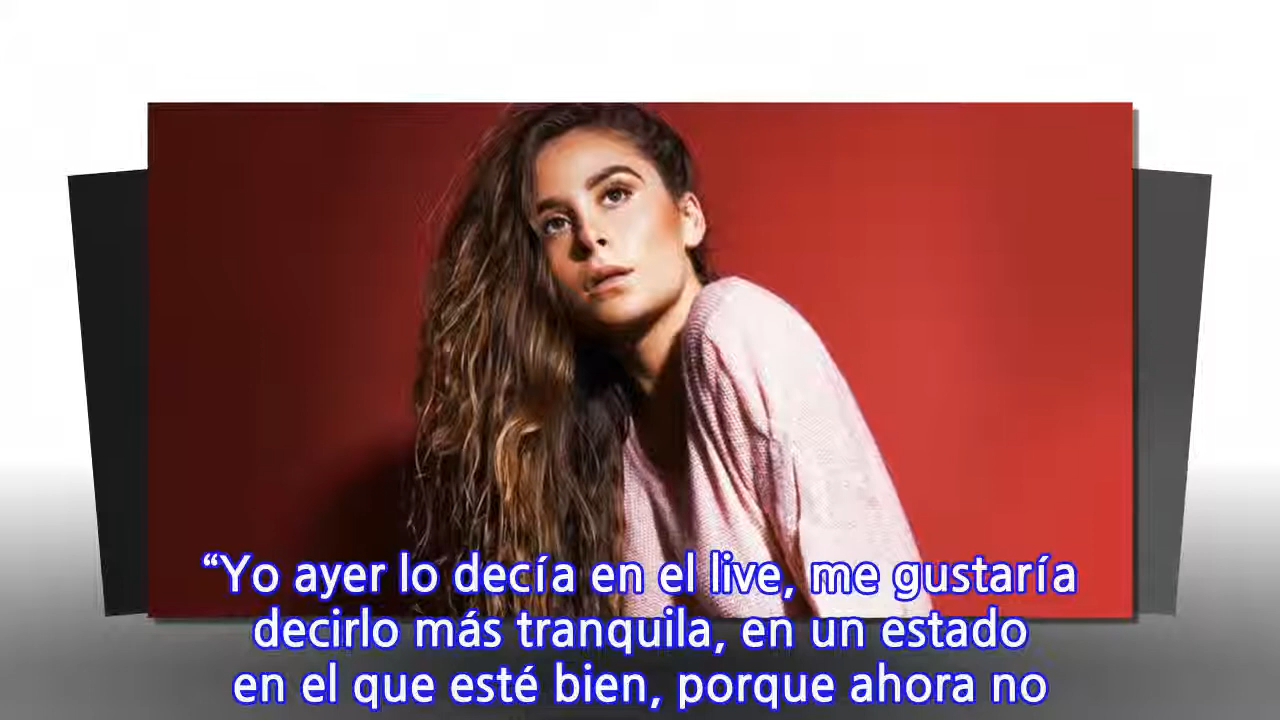 “Yo ayer lo decía en el live, me gustaría
decirlo más tranquila, en un estado
en el que esté bien, porque ahora no